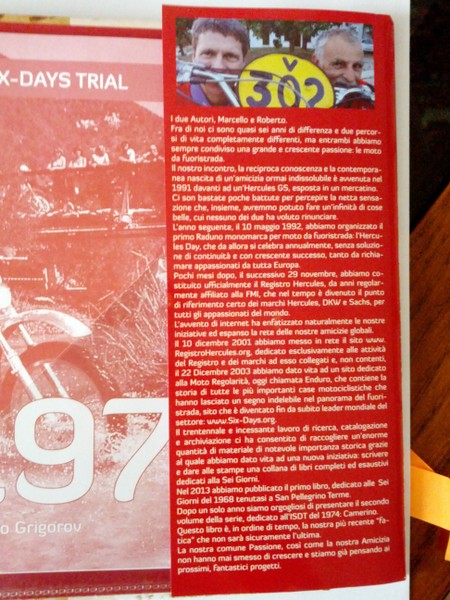 X-DAYS TRIAL
302
197
o Grigorov
I due Autori, Marcello e Roberto.
Fra di noi ci sono quasi sei anni di differenza e due percor-
si di vita completamente differenti, ma entrambi abbiamo
sempre condiviso una grande e crescente passione: le moto
da fuoristrada.
Il nostro incontro, la reciproca conoscenza e la contempora-
nea nascita di un'amicizia ormai indissolubile è avvenuta nel
1991 davanti ad un'Hercules GS, esposta in un mercatino.
Ci son bastate poche battute per percepire la netta sensa-
zione che, insieme, avremmo potuto fare un'infinità di cose
belle, cui nessuno dei due ha voluto rinunciare.
L'anno seguente, il 10 maggio 1992, abbiamo organizzato il
primo Raduno monomarca per moto da fuoristrada: l'Hercu-
les Day, che da allora si celebra annualmente, senza soluzio-
ne di continuità e con crescente successo, tanto da richia-
mare appassionati da tutta Europa.
Pochi mesi dopo, il successivo 29 novembre, abbiamo co-
stituito ufficialmente il Registro Hercules, da anni regolar-
mente affiliato alla FMI, che nel tempo è divenuto il punto
di riferimento certo dei marchi Hercules, DKW e Sachs, per
tutti gli appassionati del mondo.
L'avvento di internet ha enfatizzato naturalmente le nostre
iniziative ed espanso la rete delle nostre amicizie globali.
Il 10 dicembre 2001 abbiamo messo in rete il sito www.
RegistroHercules.org, dedicato esclusivamente alle attività
del Registro e dei marchi ad esso collegati e, non contenti,
il 22 Dicembre 2003 abbiamo dato vita ad un sito dedicato
alla Moto Regolarità, oggi chiamata Enduro, che contiene la
storia di tutte le più importanti case motociclistiche che
hanno lasciato un segno indelebile nel panorama del fuori-
strada, sito che è diventato fin da subito leader mondiale del
settore: www.Six-Days.org.
Il trentennale e incessante lavoro di ricerca, catalogazione
e archiviazione ci ha consentito di raccogliere un'enorme
quantità di materiali di notevole importanza storica grazie
al quale abbiamo dato vita ad una nuova iniziativa: scrivere
e dare alle stampe una collana di libri completi ed esaustivi
dedicati alla Sei Giorni.
Nel 2013 abbiamo pubblicato il primo libro, dedicato alle Sei
Giorni del 1968 tenutasi a San Pellegrino Terme.
Dopo un solo anno siamo orgogliosi di presentare il secondo
volume della serie, dedicato all'ISDT del 1974: Camerino.
Questo libro è, in ordine di tempo, la nostra più recente "fa-
tica" che non sarà sicuramente l'ultima.
La nostra comune Passione, così come la nostra Amicizia
non hanno mai smesso di crescere e stiamo già pensando ai
prossimi, fantastici progetti.